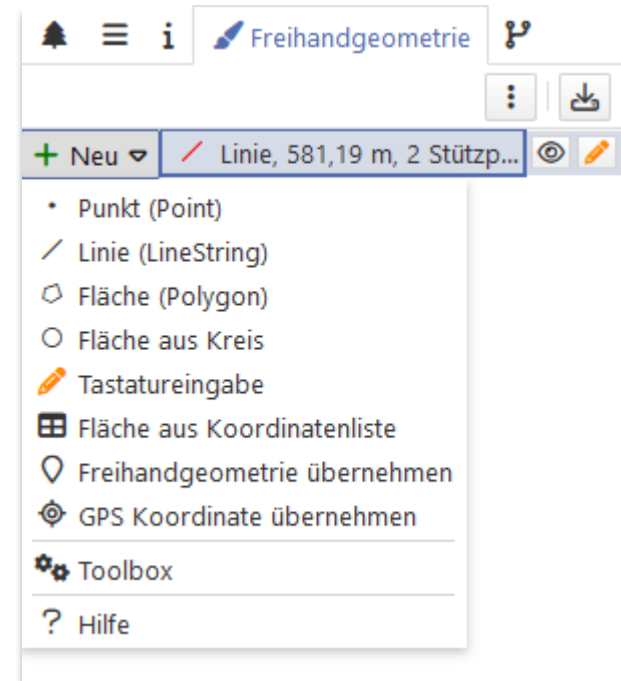 Freihandgeometrie
Neu
Linie, 581,19 m, 2 Stützp...
Punkt (Point)
Linie (LineString)
Fläche (Polygon)
Fläche aus Kreis
Tastatureingabe
Fläche aus Koordinatenliste
Freihandgeometrie übernehmen
GPS Koordinate übernehmen
Toolbox
? Hilfe